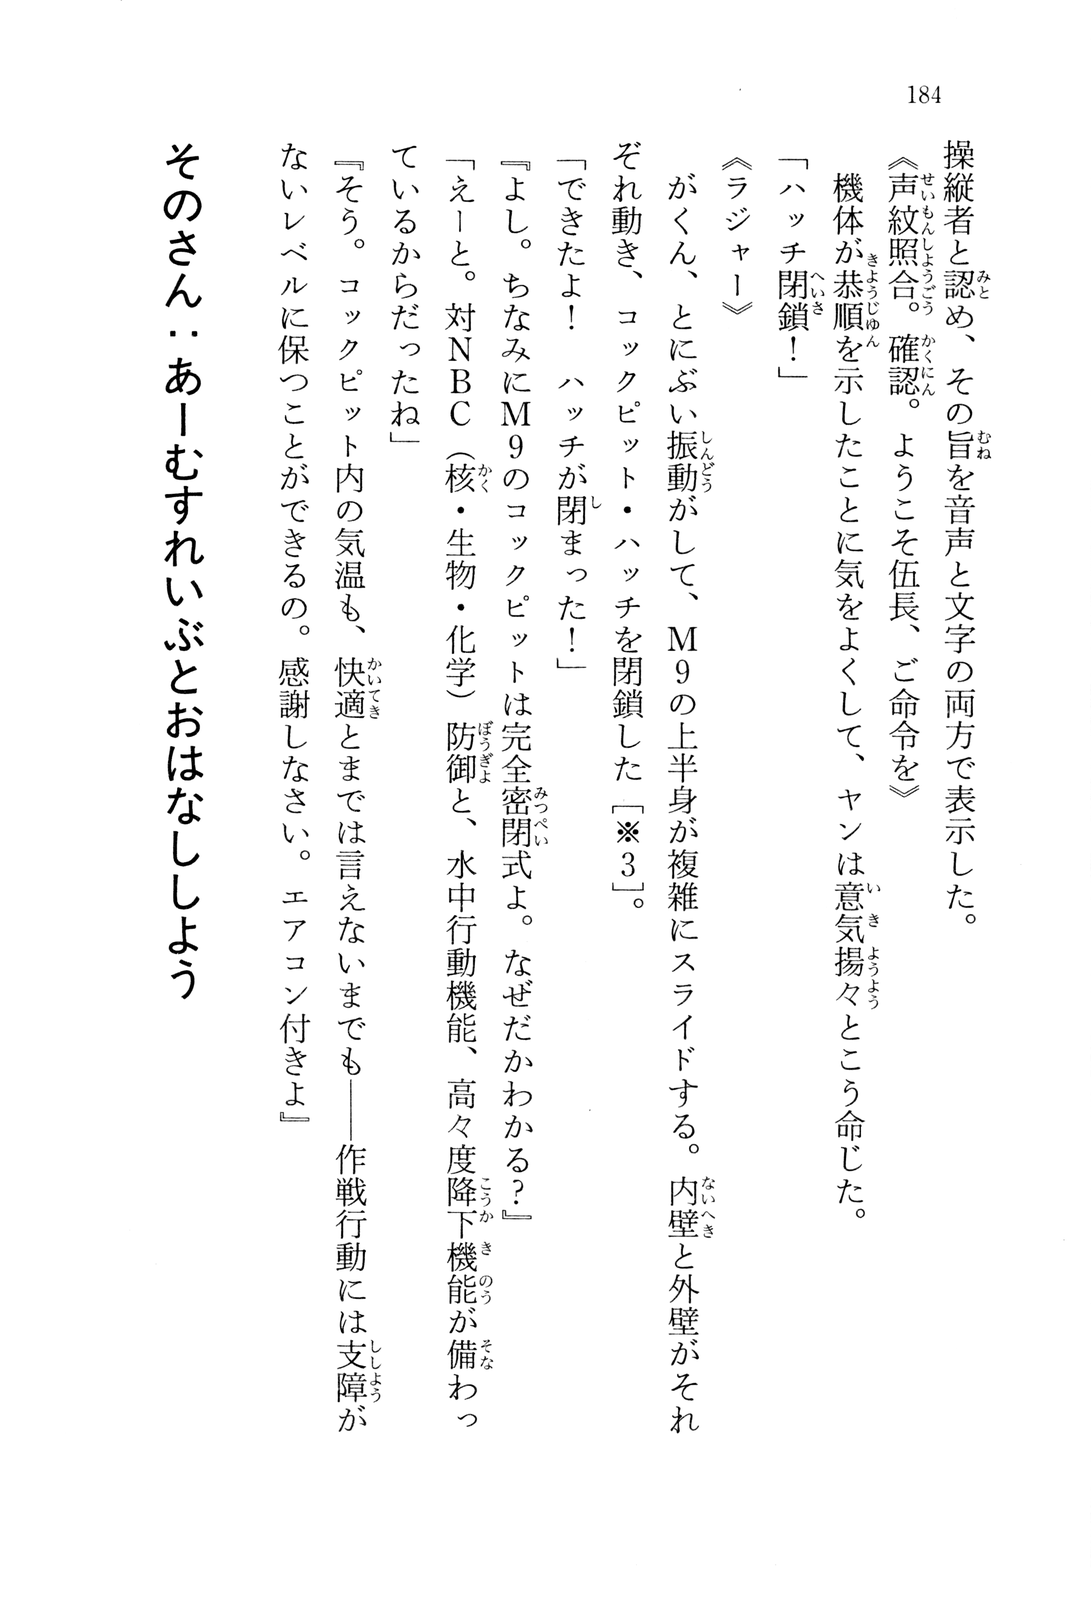 184
操縦者と認め、その旨を音声と文字の両方で表示した。
《声紋照合。確認。ようこそ伍長、ご命令を》
機体が恭順を示したことに気をよくして、ヤンは意気揚々とこう命じた。
「ハッチ閉鎖！」
《ラジャー》
がくん、とにぶい振動がして、M9の上半身が複雑にスライドする。内壁と外壁がそれ
ぞれ動き、コックピット・ハッチを閉鎖した［※3］。
「できたよ！　ハッチが閉まった！」
『よし。ちなみにM9のコックピットは完全密閉式よ。なぜだかわかる？』
「えーと。対NBC（核・生物・化学）防御と、水中行動機能、高々度降下機能が備わっ
ているからだったね」
『そう。コックピット内の気温も、快適とまでは言えないまでも――作戦行動には支障が
ないレベルに保つことができるの。感謝しなさい。エアコン付きよ』
そのさん：あーむすれいぶとおはなししよう